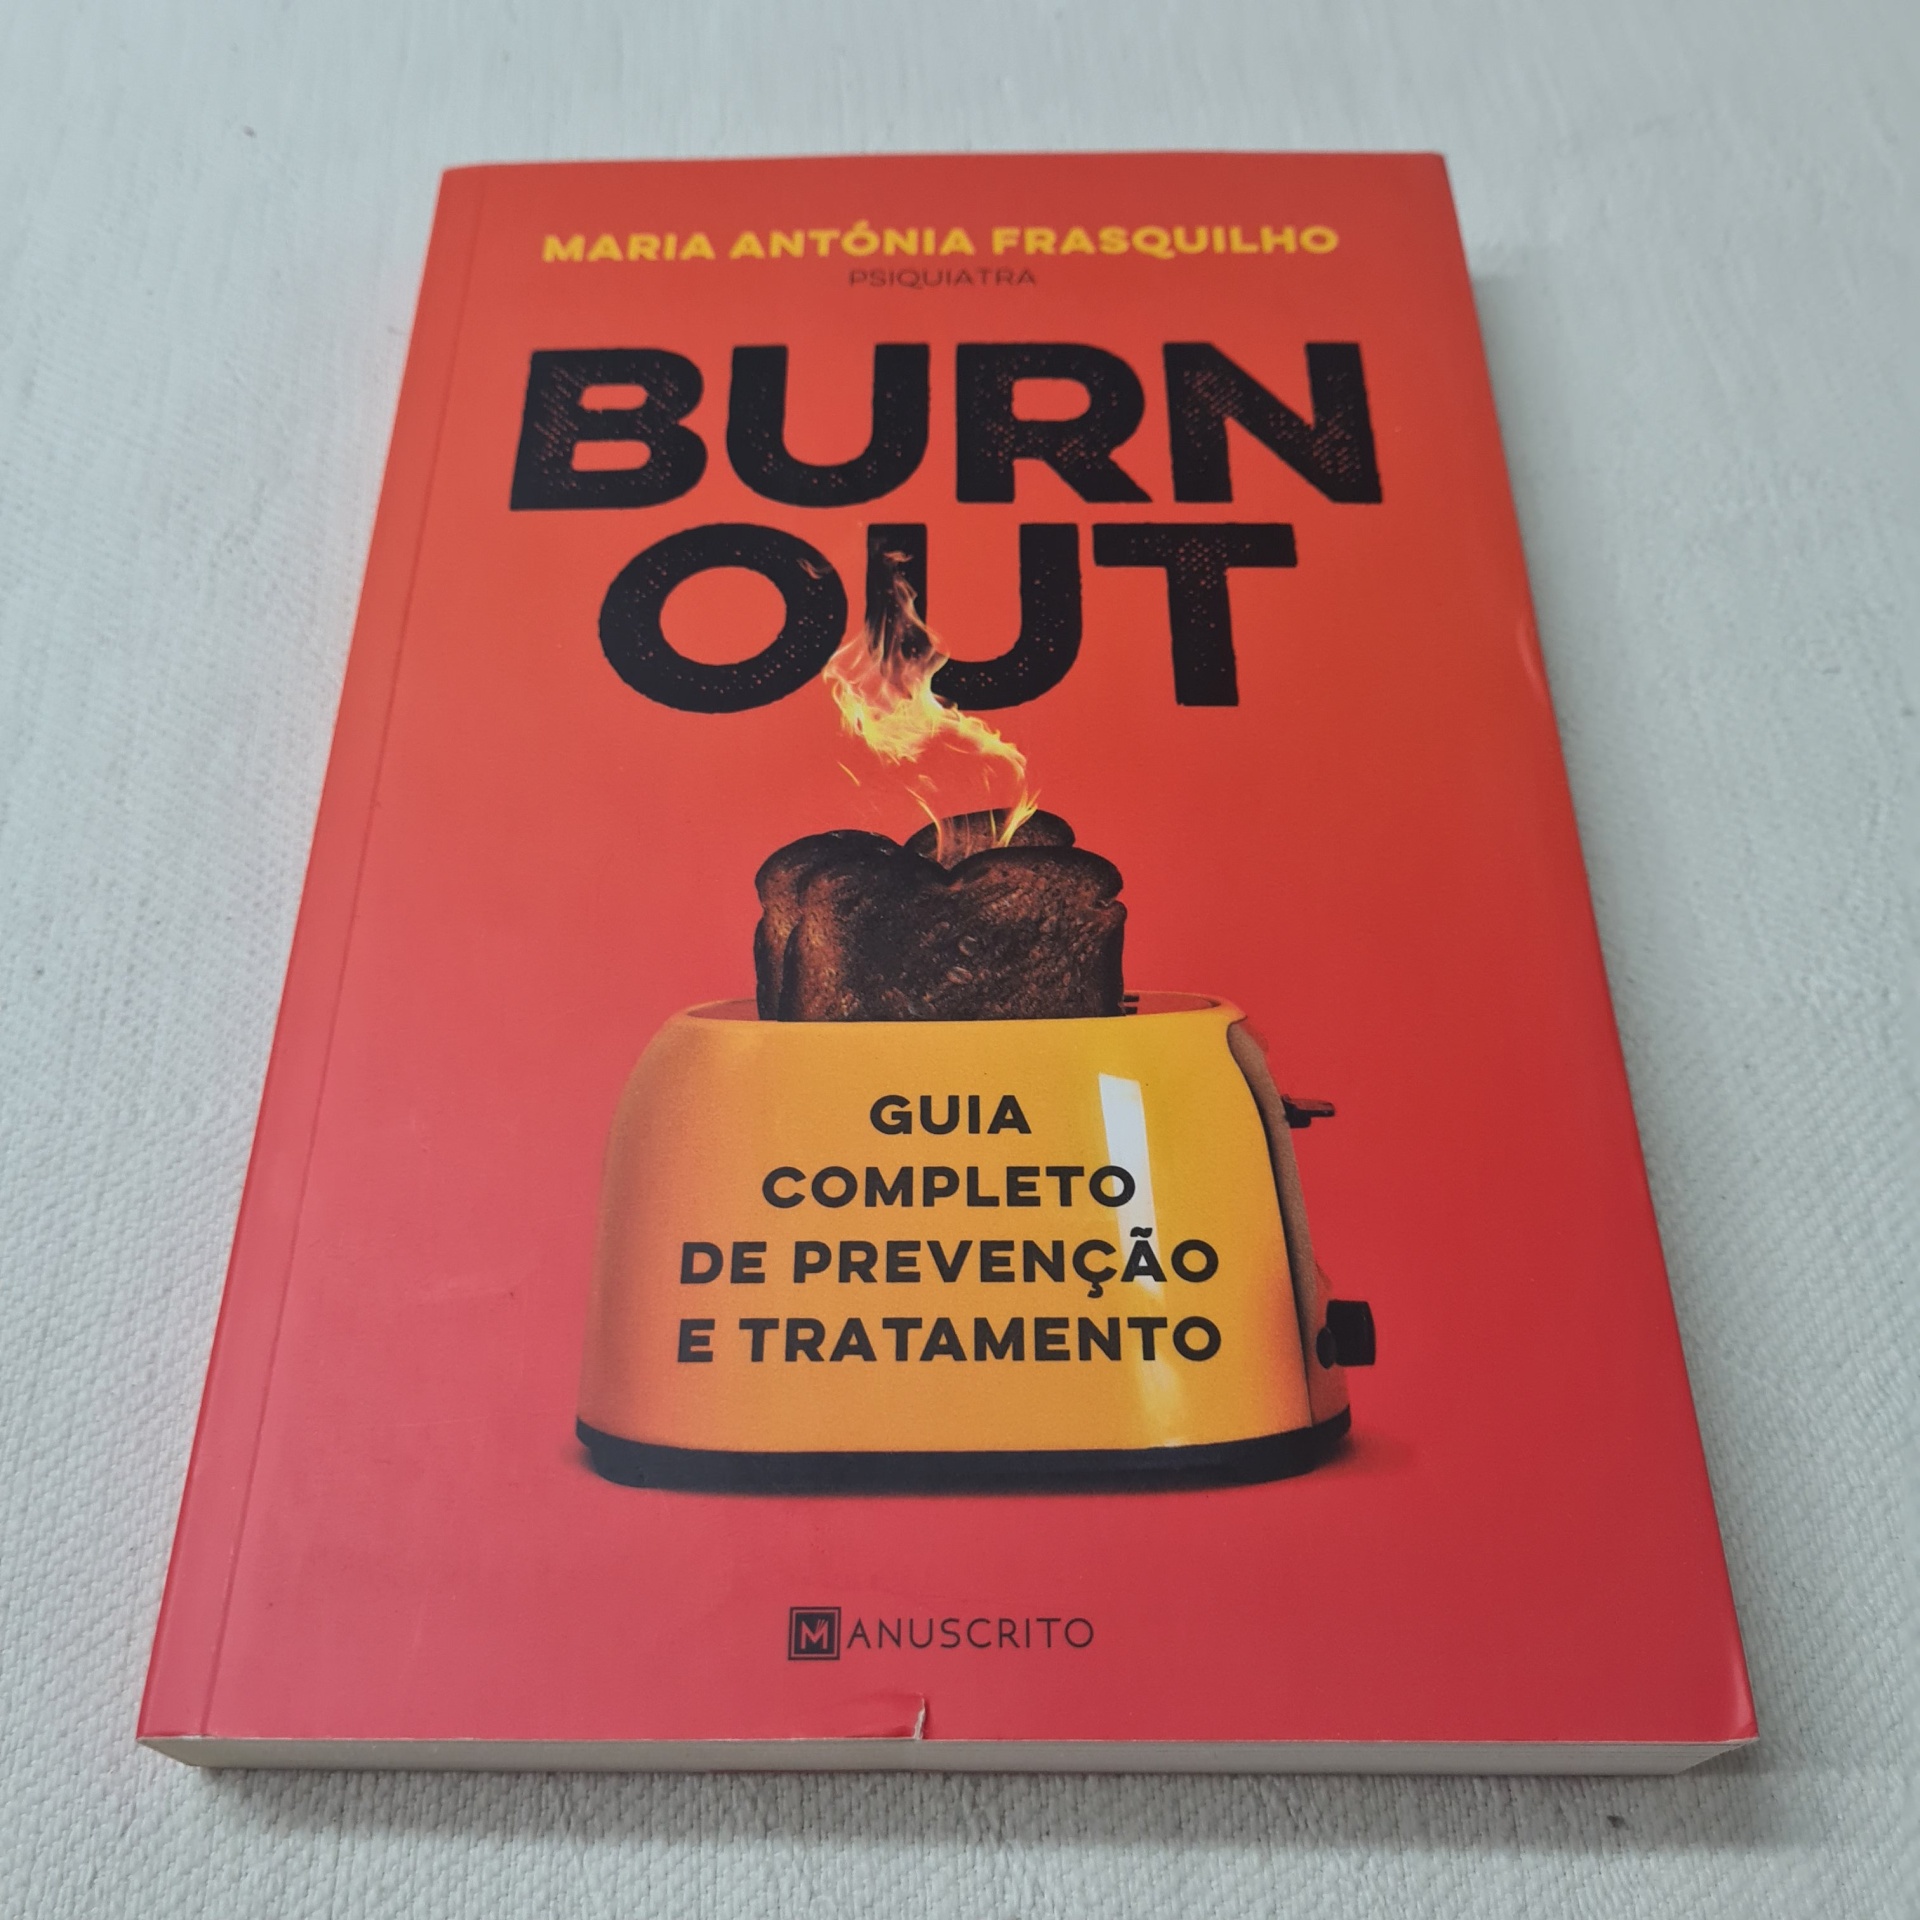 MARIA ANTÓNIA FRASQUILHO
PSIQUIATRA
BURN
OUT
GUIA
COMPLETO
DE PREVENÇÃO
E TRATAMENTO
MANUSCRITO